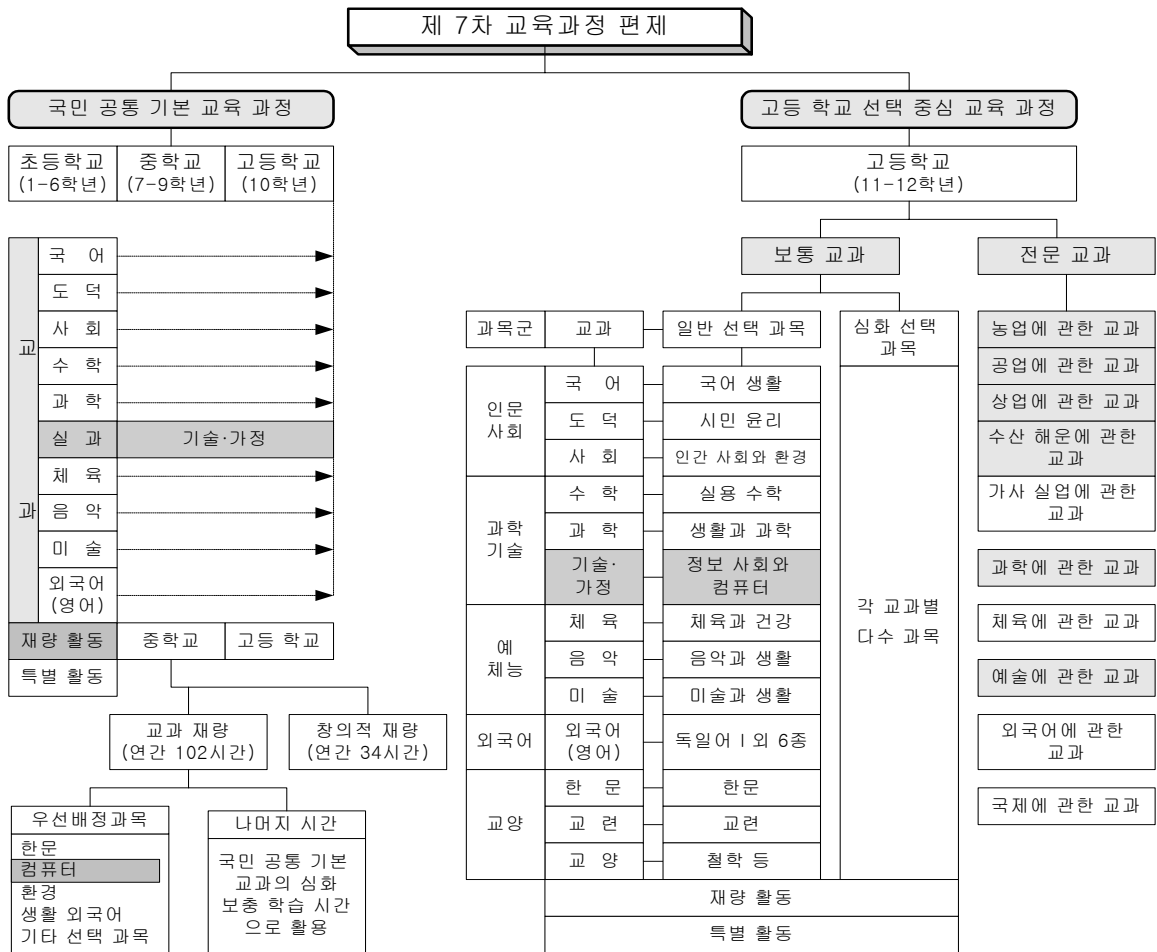 제 7차 교육과정 편제
국민 공통 기본 교육 과정
고등 학교 선택 중심 교육 과정
초등학교
(1-6학년)
중학교
(7-9학년)
고등학교
(10학년)
고등학교
(11-12학년)
교
과
국 어
도 덕
사 회
수 학
과 학
실 과
기술·가정
체 육
음 악
미 술
외국어
(영어)
재량 활동
중학교
고등 학교
특별 활동
교과 재량
(연간 102시간)
창의적 재량
(연간 34시간)
우선배정과목
한문
컴퓨터
환경
생활 외국어
기타 선택 과목
나머지 시간
국민 공통 기본
교과의 심화
보충 학습 시간
으로 활용
보통 교과
전문 교과
과목군
교과
일반 선택 과목
심화 선택
과목
인문
사회
국 어
국어 생활
도 덕
시민 윤리
사 회
인간 사회와 환경
과학
기술
수 학
실용 수학
과 학
생활과 과학
기술·
가정
정보 사회와
컴퓨터
예
체능
체 육
체육과 건강
음 악
음악과 생활
미 술
미술과 생활
외국어
외국어
(영어)
독일어 I 외 6종
교양
한 문
한문
교 련
교련
교 양
철학 등
각 교과별
다수 과목
재량 활동
특별 활동
농업에 관한 교과
공업에 관한 교과
상업에 관한 교과
수산 해운에 관한
교과
가사 실업에 관한
교과
과학에 관한 교과
체육에 관한 교과
예술에 관한 교과
외국어에 관한
교과
국제에 관한 교과